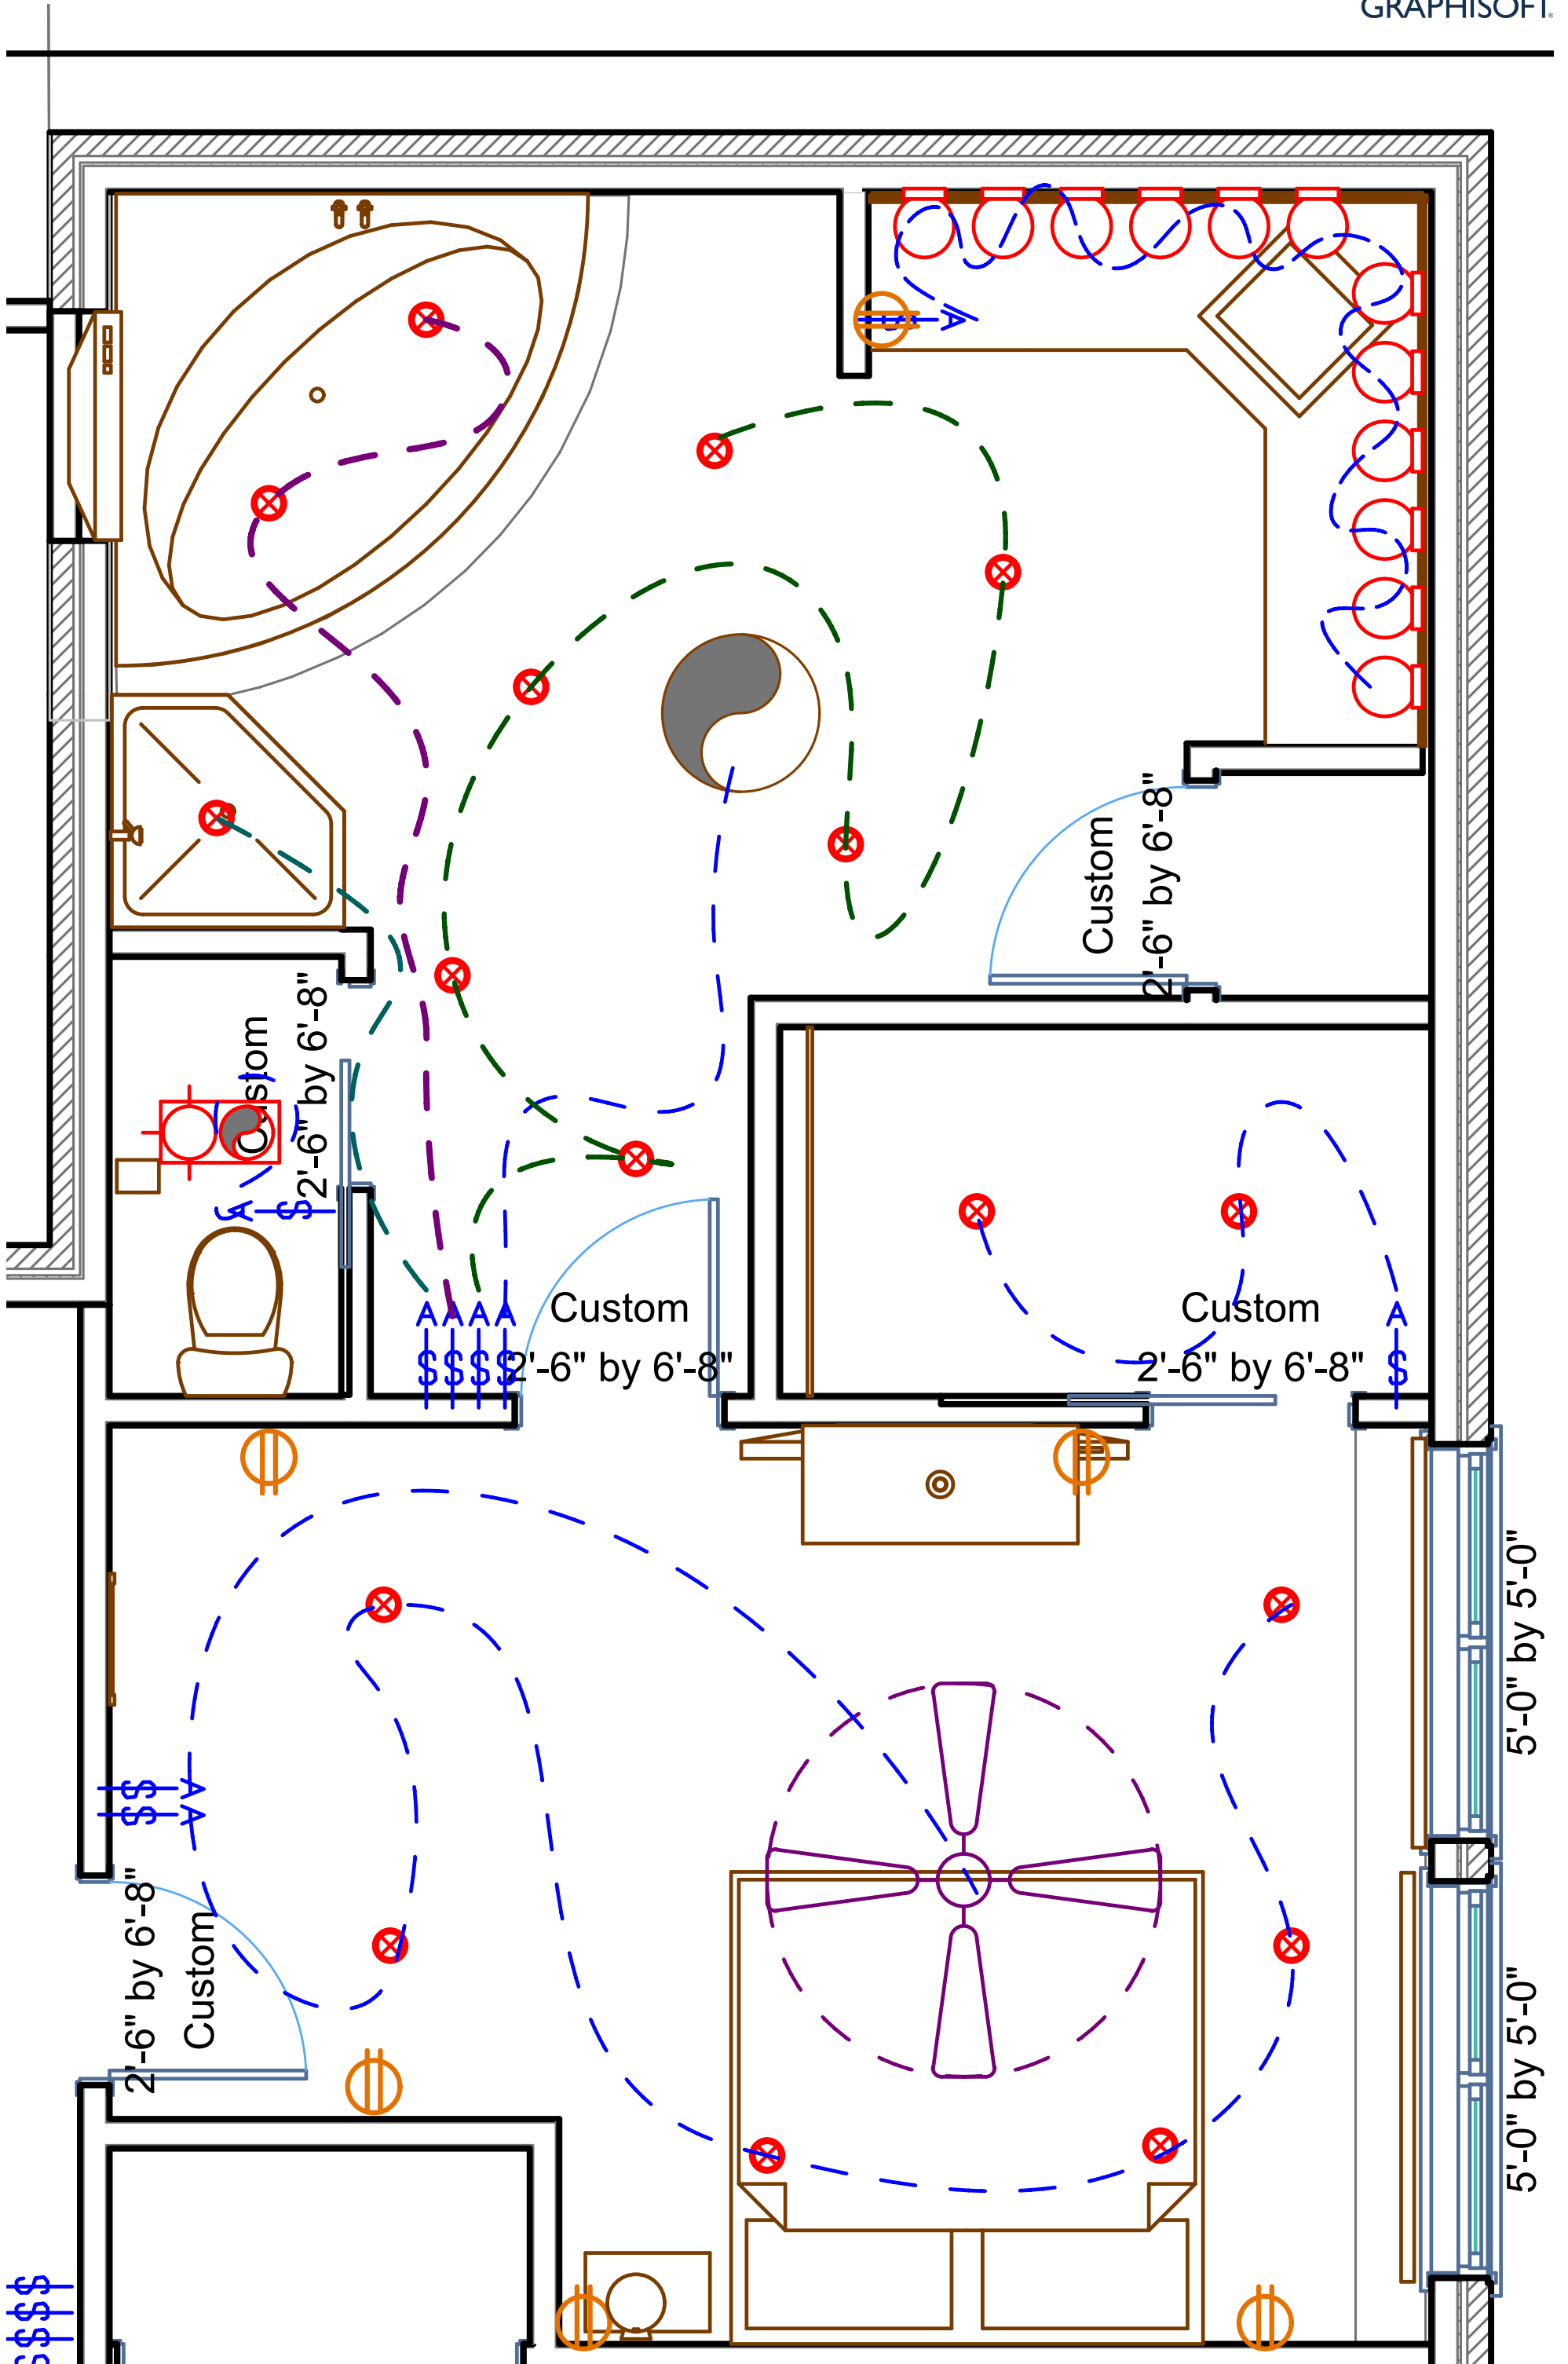 GRAPHISOFT®
Custom
2'-6" by 6'-8"
Custom
2'-6" by 6'-8"
A
$
A
$
A A A A
$ $ $ $
Custom
2'-6" by 6'-8"
Custom
2'-6" by 6'-8"
A
$
5'-0" by 5'-0"
$ A
$ A
2'-6" by 6'-8"
Custom
5'-0" by 5'-0"
$
$
$
$